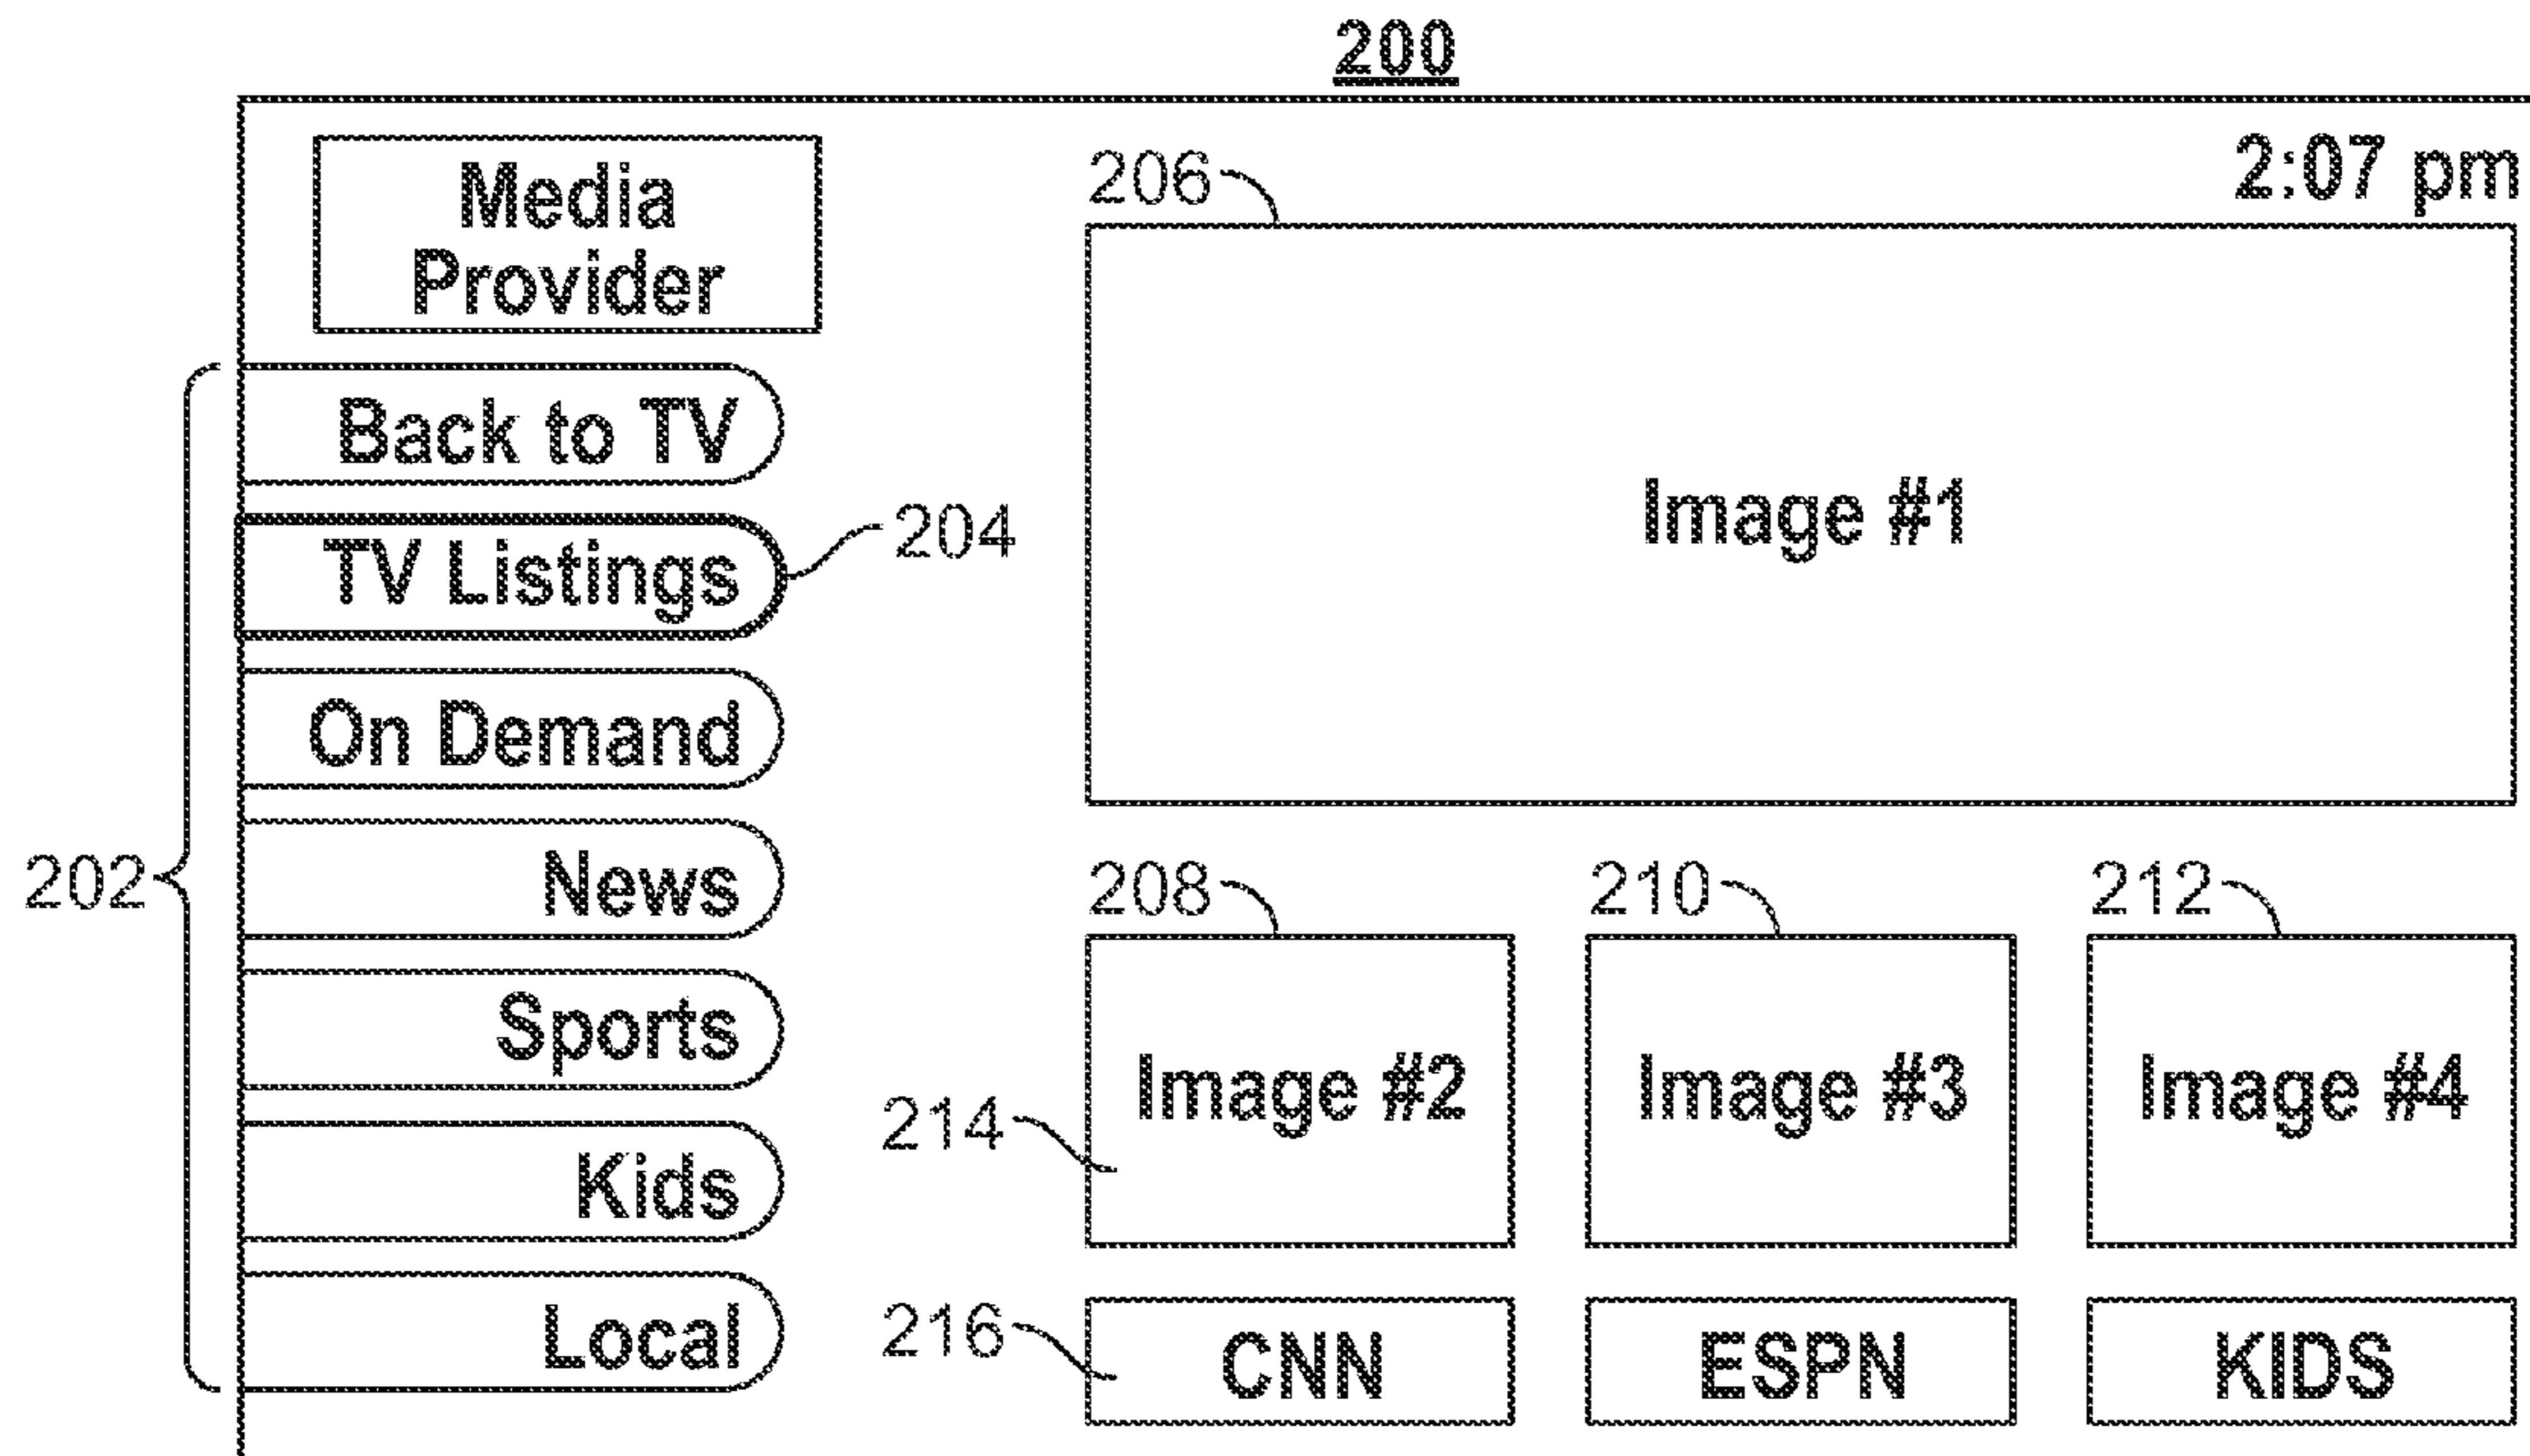 200
Media
Provider
2:07 pm
206
Image #1
202
Back to TV
TV Listings
204
On Demand
News
Sports
Kids
Local
208
210
212
Image #2
Image #3
Image #4
214
216
CNN
ESPN
KIDS